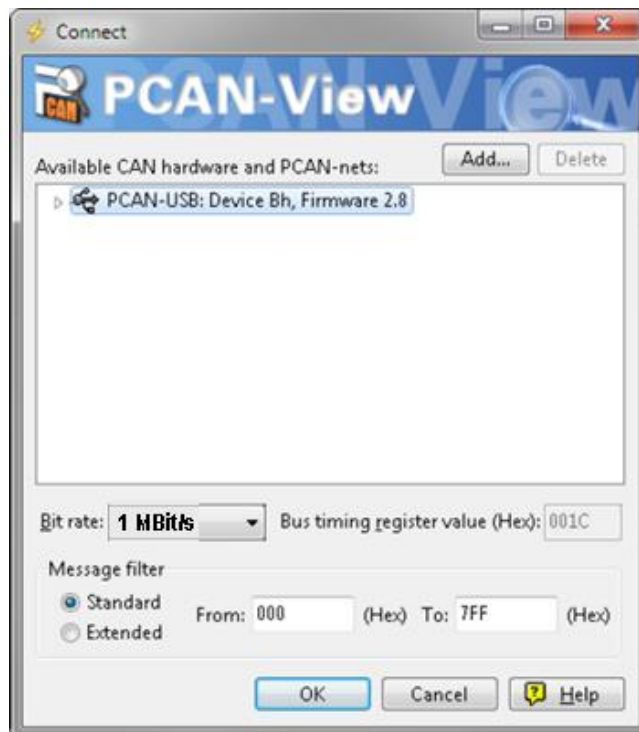 Connect
PCAN-View
CAN
Available CAN hardware and PCAN-nets: Add... Delete
PCAN-USB: Device Bh, Firmware 2.8
Bit rate: 1 MBit/s Bus timing register value (Hex): 001C
Message filter
Standard
From: 000 (Hex) To: 7FF (Hex)
Extended
OK Cancel Help